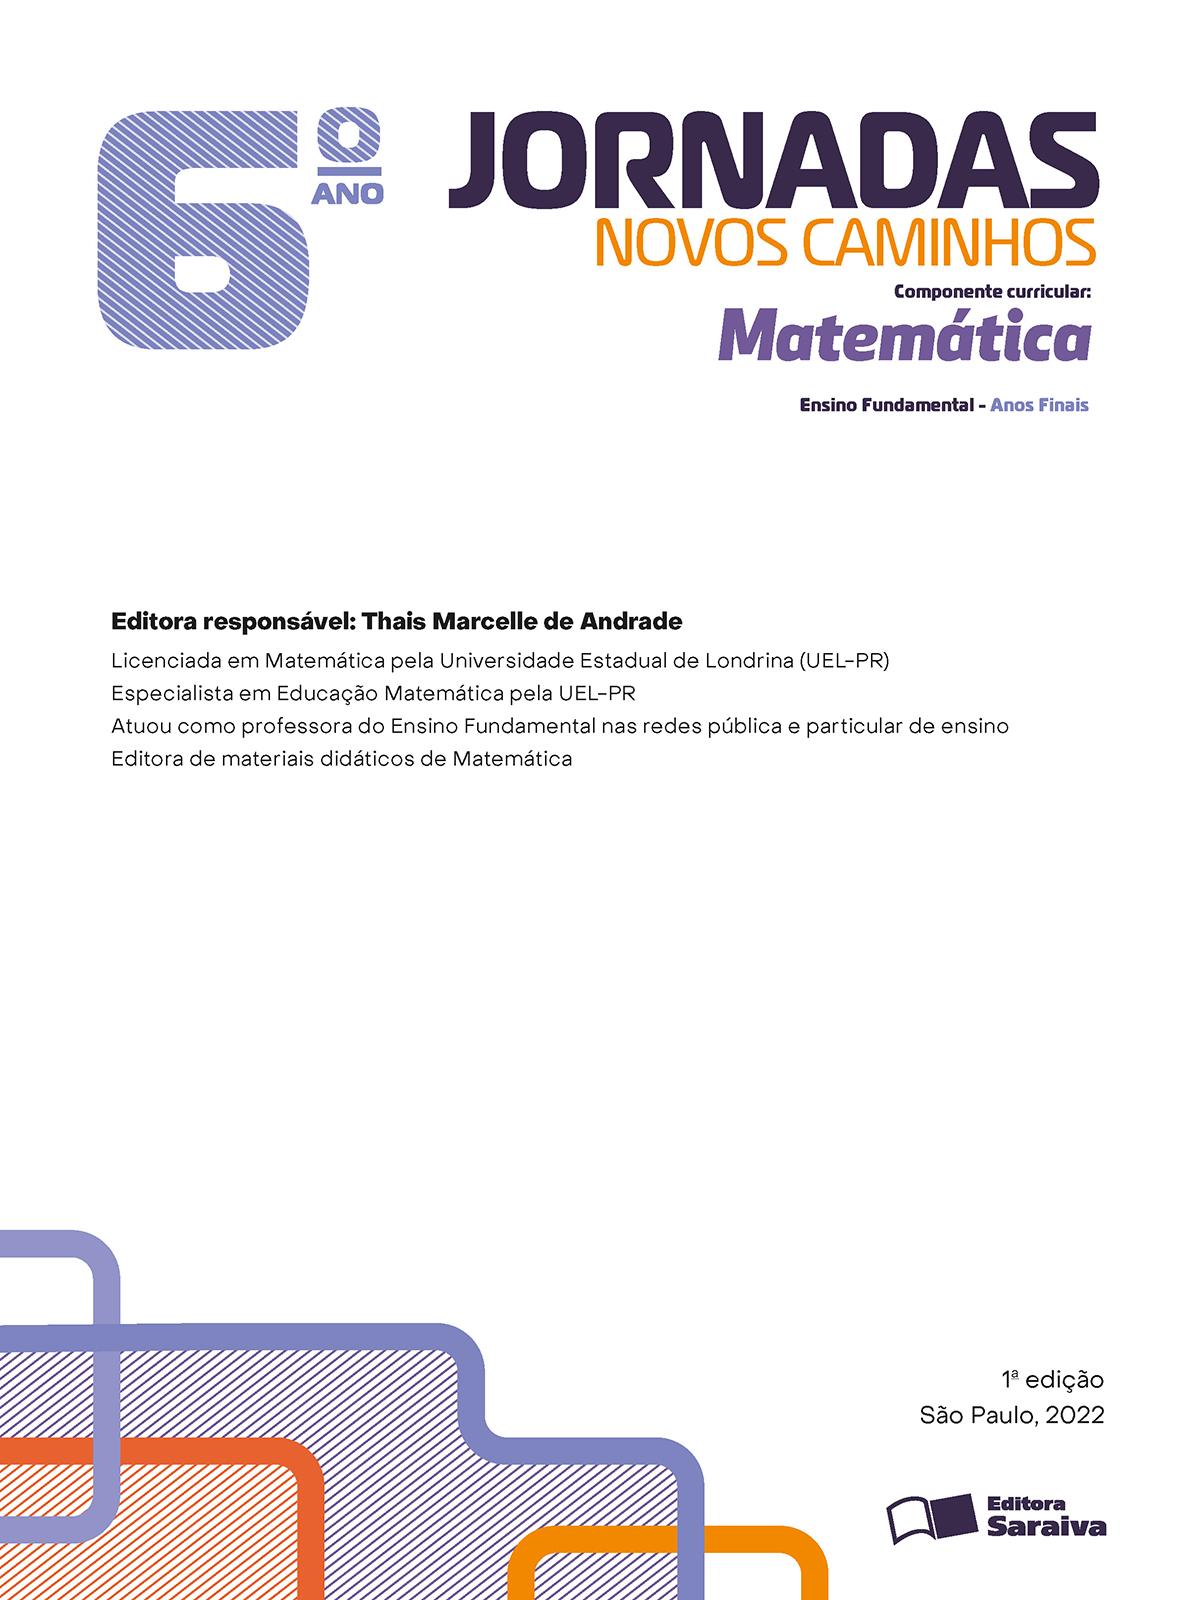 6º ANO
JORNADAS
NOVOS CAMINHOS
Componente curricular:
Matemática
Ensino Fundamental - Anos Finais
Editora responsável: Thais Marcelle de Andrade
Licenciada em Matemática pela Universidade Estadual de Londrina (UEL-PR)
Especialista em Educação Matemática pela UEL-PR
Atuou como professora do Ensino Fundamental nas redes pública e particular de ensino
Editora de materiais didáticos de Matemática
1ª edição
São Paulo, 2022
Editora
Saraiva